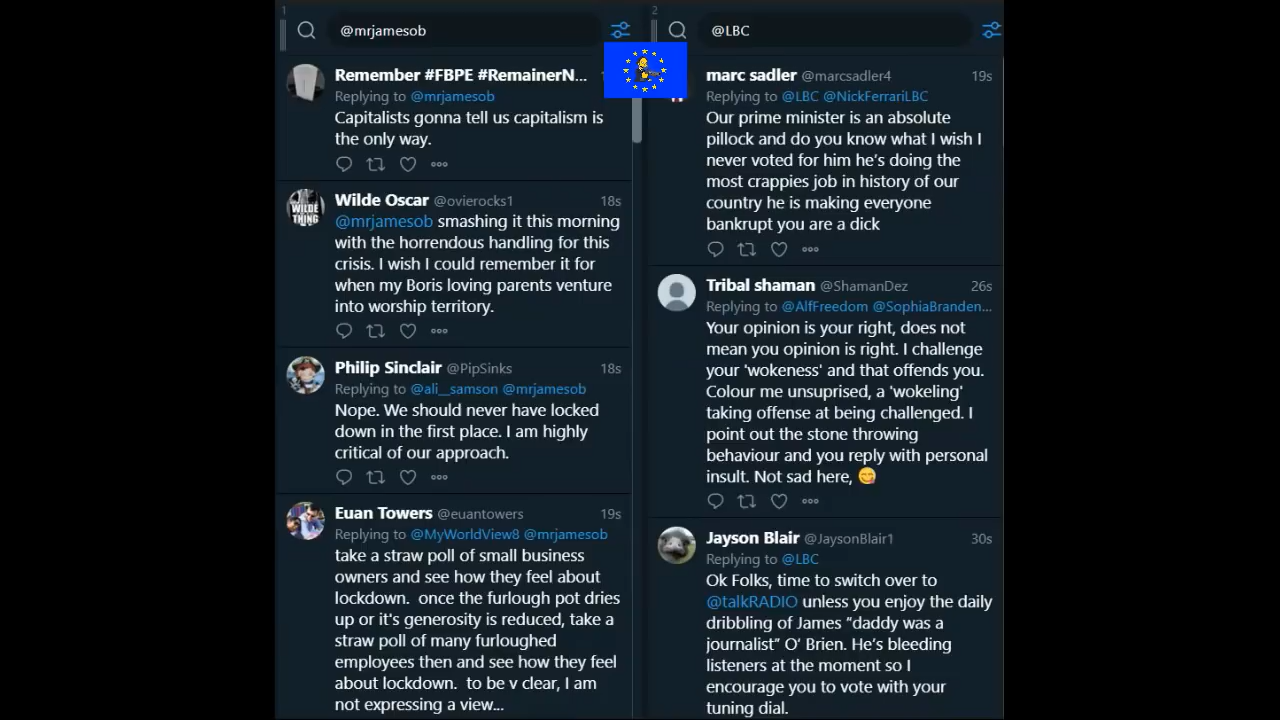 1
@mrjamesob
Remember #FBPE #RemainerN...
Replying to @mrjamesob
Capitalists gonna tell us capitalism is
the only way.
WILDE
THING
Wilde Oscar @ovierocks1 18s
@mrjamesob smashing it this morning
with the horrendous handling for this
crisis. I wish I could remember it for
when my Boris loving parents venture
into worship territory.
Philip Sinclair @PipSinks 18s
Replying to @ali__samson @mrjamesob
Nope. We should never have locked
down in the first place. I am highly
critical of our approach.
Euan Towers @euantowers 19s
Replying to @MyWorldView8 @mrjamesob
take a straw poll of small business
owners and see how they feel about
lockdown. once the furlough pot dries
up or it's generosity is reduced, take a
straw poll of many furloughed
employees then and see how they feel
about lockdown. to be v clear, I am
not expressing a view...
2
@LBC
marc sadler @marcsadler4 19s
Replying to @LBC @NickFerrariLBC
Our prime minister is an absolute
pillock and do you know what I wish I
never voted for him he's doing the
most crappies job in history of our
country he is making everyone
bankrupt you are a dick
Tribal shaman @ShamanDez 26s
Replying to @AlfFreedom @SophiaBranden...
Your opinion is your right, does not
mean you opinion is right. I challenge
your 'wokeness' and that offends you.
Colour me unsuprised, a 'wokeling'
taking offense at being challenged. I
point out the stone throwing
behaviour and you reply with personal
insult. Not sad here, 😋
Jayson Blair @JaysonBlair1 30s
Replying to @LBC
Ok Folks, time to switch over to
@talkRADIO unless you enjoy the daily
dribbling of James “daddy was a
journalist” O' Brien. He's bleeding
listeners at the moment so I
encourage you to vote with your
tuning dial.